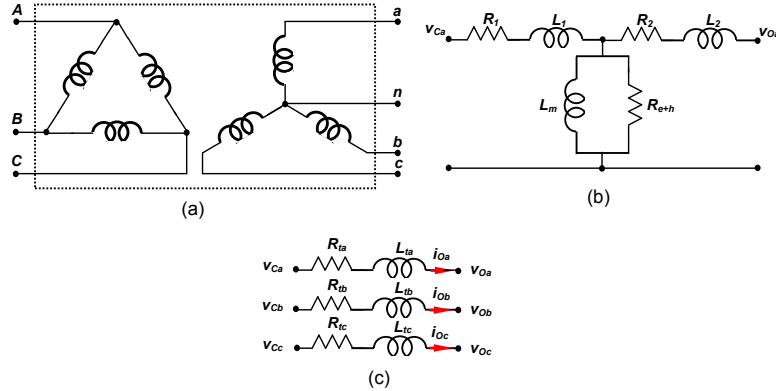 A
a
n
B
b
C
c
(a)
vCa
R1
L1
R2
L2
vOa
Lm
Re+h
(b)
vCa
Rta
Lta
iOa
vOa
vCb
Rtb
Ltb
iOb
vOb
vCc
Rtc
Ltc
iOc
vOc
(c)